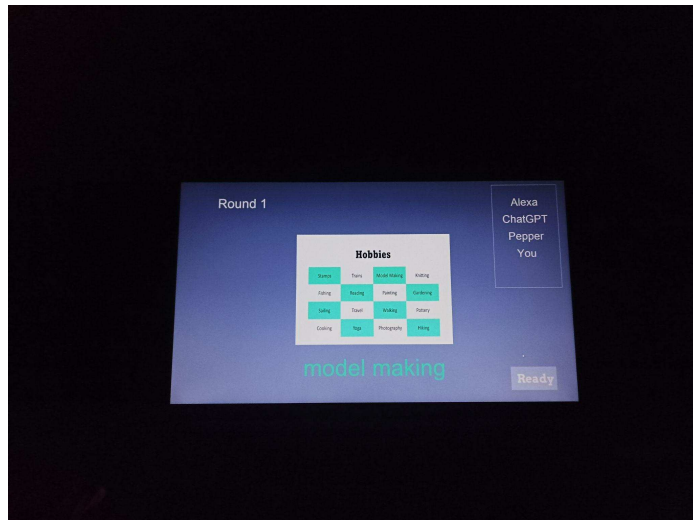 Round 1
Alexa
ChatGPT
Pepper
You
Hobbies
Stamps Trains Model Making Knitting
Fishing Reading Painting Gardening
Sailing Travel Walking Pottery
Cooking Yoga Photography Hiking
model making
Ready